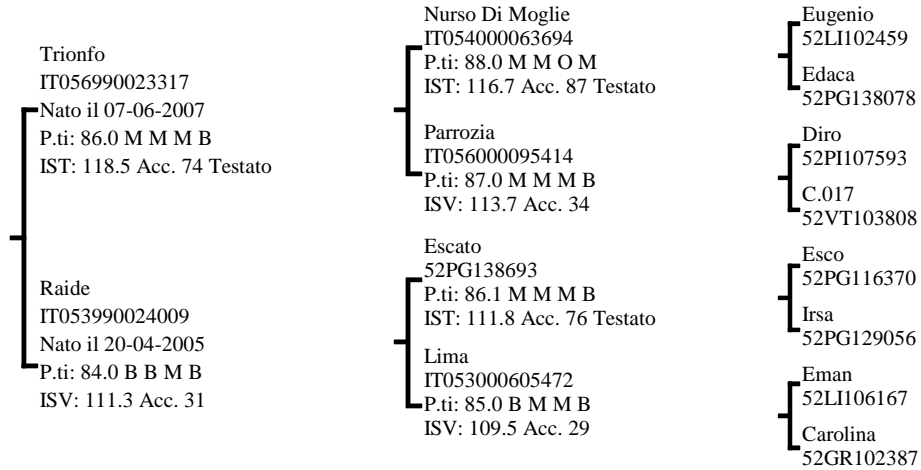 Trionfo
IT056990023317
Nato il 07-06-2007
P.ti: 86.0 M M M B
IST: 118.5 Acc. 74 Testato
Raide
IT053990024009
Nato il 20-04-2005
P.ti: 84.0 B B M B
ISV: 111.3 Acc. 31
Nurso Di Moglie
IT054000063694
P.ti: 88.0 M M O M
IST: 116.7 Acc. 87 Testato
Parrozia
IT056000095414
P.ti: 87.0 M M M B
ISV: 113.7 Acc. 34
Escato
52PG138693
P.ti: 86.1 M M M B
IST: 111.8 Acc. 76 Testato
Lima
IT053000605472
P.ti: 85.0 B M M B
ISV: 109.5 Acc. 29
Eugenio
52LI102459
Edaca
52PG138078
Diro
52PI107593
C.017
52VT103808
Esco
52PG116370
Irsa
52PG129056
Eman
52LI106167
Carolina
52GR102387